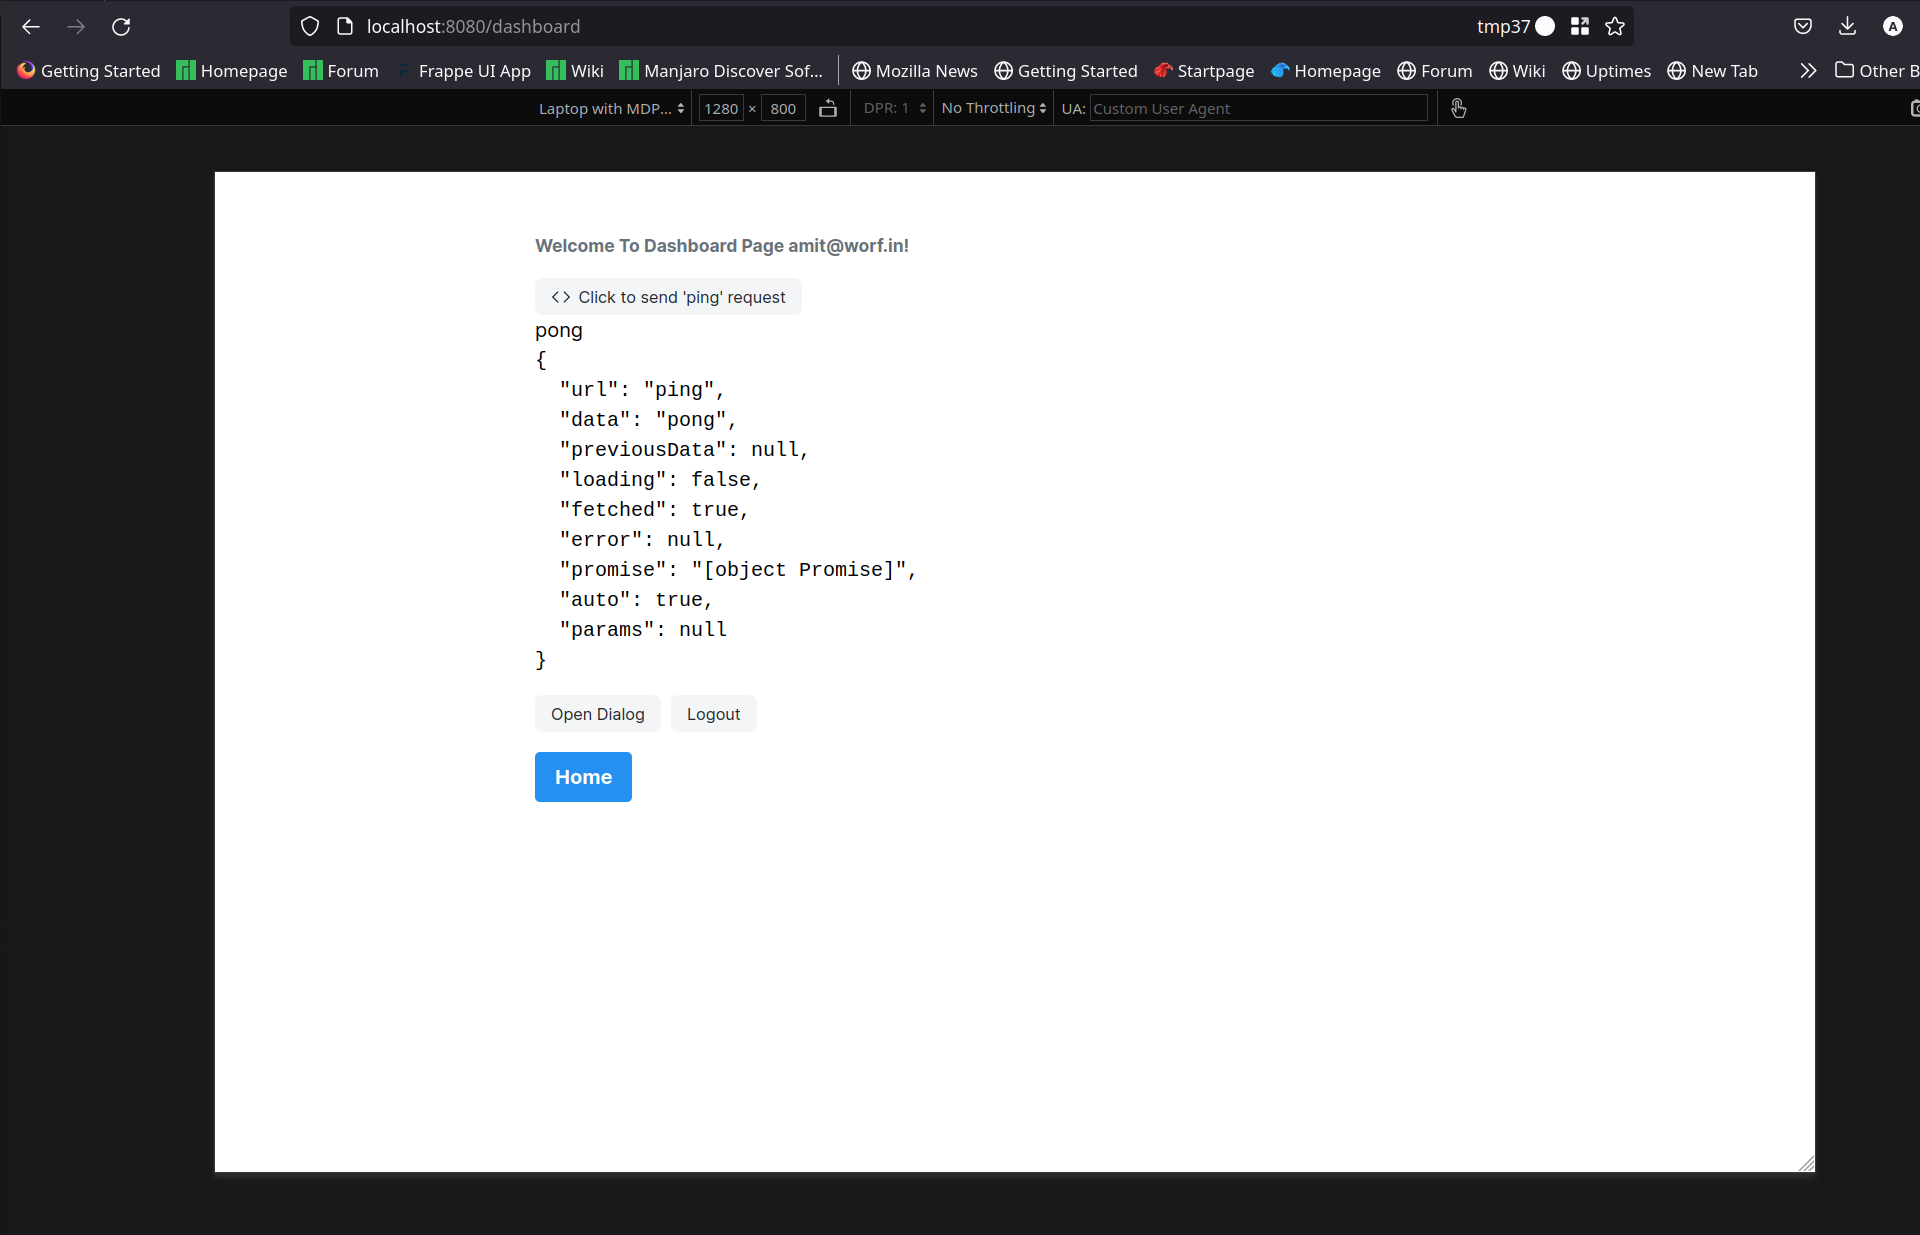 localhost:8080/dashboard
tmp37
A
Getting Started
Homepage
Forum
Frappe UI App
Wiki
Manjaro Discover Sof...
Mozilla News
Getting Started
Startpage
Homepage
Forum
Wiki
Uptimes
New Tab
Other B
Laptop with MDP...
1280 × 800
DPR: 1
No Throttling
UA: Custom User Agent
Welcome To Dashboard Page amit@worf.in!
<> Click to send 'ping' request
pong
{
  "url": "ping",
  "data": "pong",
  "previousData": null,
  "loading": false,
  "fetched": true,
  "error": null,
  "promise": "[object Promise]",
  "auto": true,
  "params": null
}
Open Dialog
Logout
Home